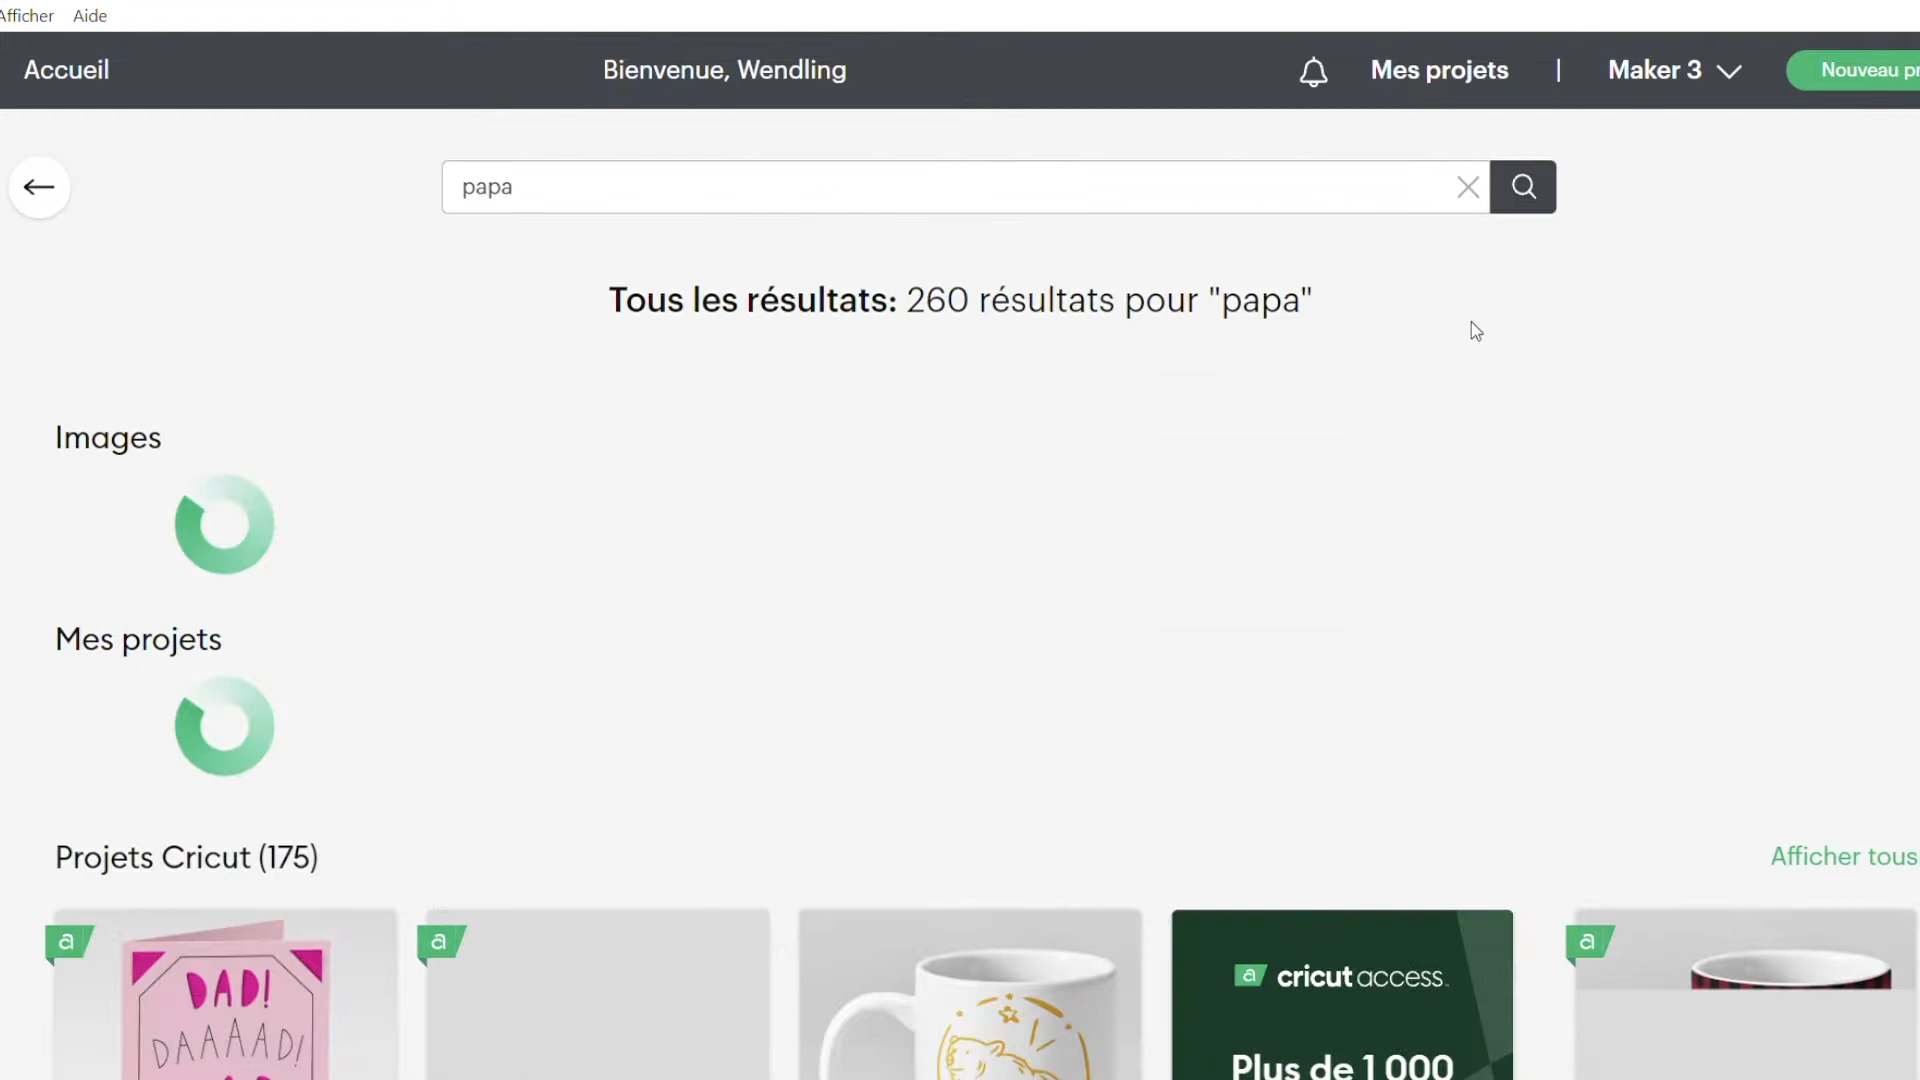 Afficher Aide
Accueil Bienvenue, Wendling Mes projets | Maker 3 Nouveau pr
papa
Tous les résultats: 260 résultats pour "papa"
Images
Mes projets
Projets Cricut (175) Afficher tous
a
a
a
DAD!
DAAAAD!
a cricut access™
Plus de 1 000